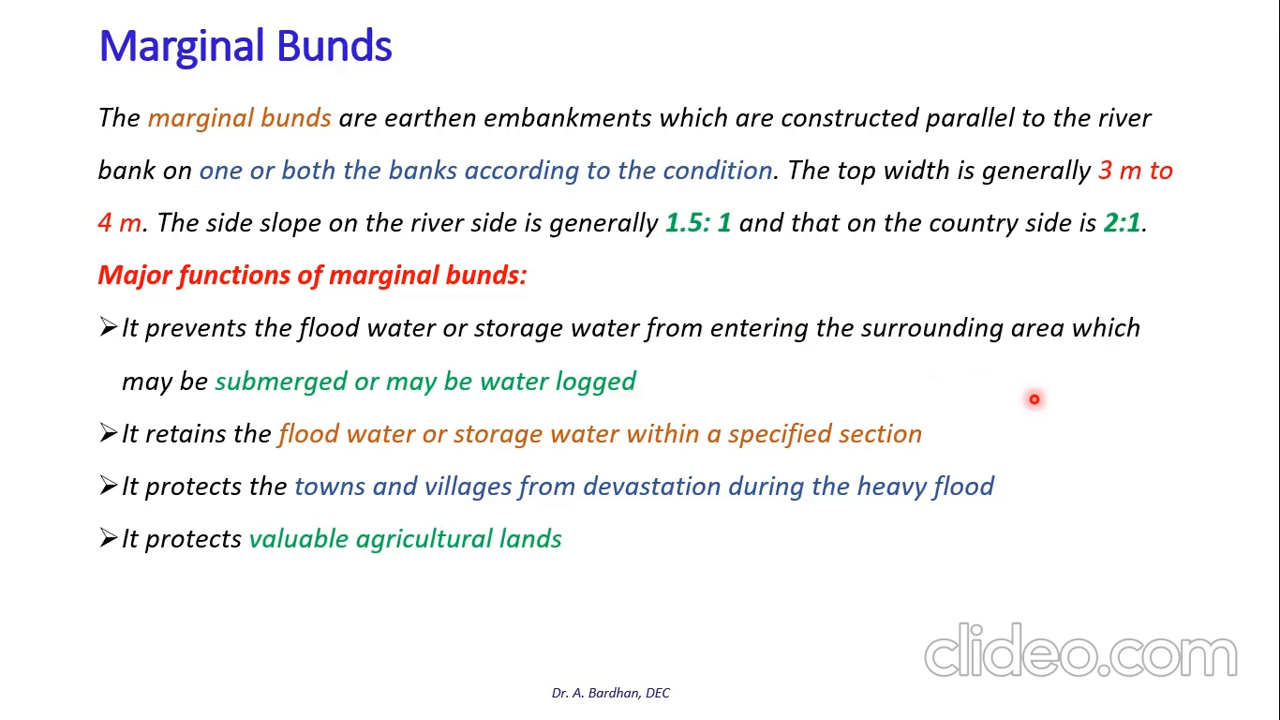 Marginal Bunds
The marginal bunds are earthen embankments which are constructed parallel to the river
bank on one or both the banks according to the condition. The top width is generally 3 m to
4 m. The side slope on the river side is generally 1.5: 1 and that on the country side is 2:1.
Major functions of marginal bunds:
➢It prevents the flood water or storage water from entering the surrounding area which
may be submerged or may be water logged
➢It retains the flood water or storage water within a specified section
➢It protects the towns and villages from devastation during the heavy flood
➢It protects valuable agricultural lands
clideo.com
Dr. A. Bardhan, DEC